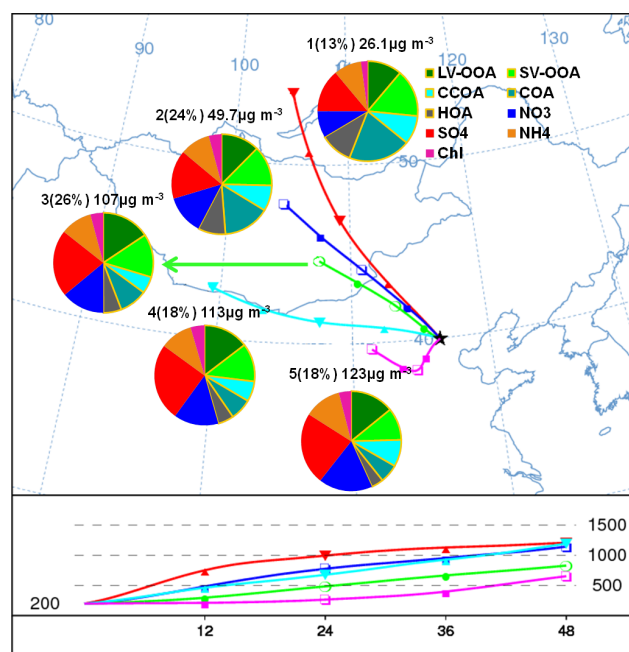 1(13%) 26.1µg m-3
LV-OOA SV-OOA
CCOA COA
HOA NO3
SO4 NH4
Chl
2(24%) 49.7µg m-3
3(26%) 107µg m-3
4(18%) 113µg m-3
5(18%) 123µg m-3
80
90
100
110
120
130
50
40
1500
1000
500
200
12 24 36 48